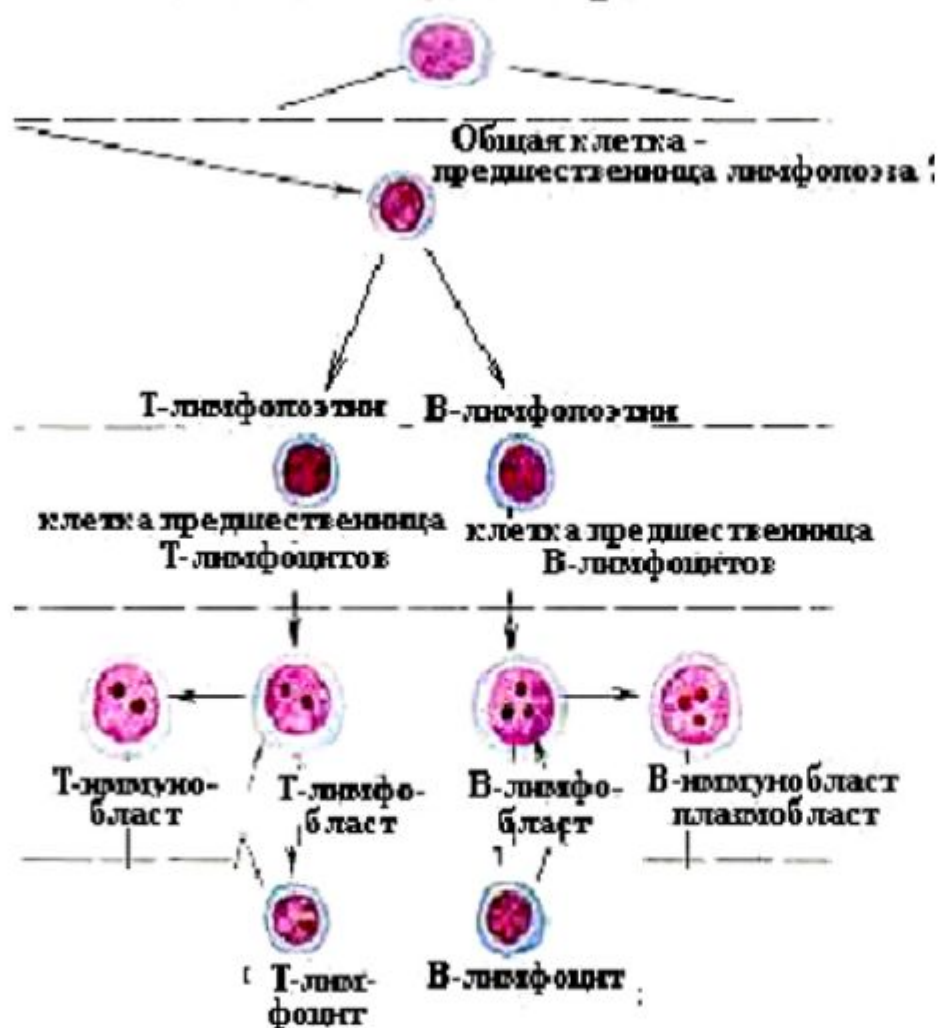 Общая клетка -
предшественница лимфопоэза ?
Т-лимфопоэтин В-лимфопоэтин
клетка предшественница
Т-лимфоцитов
клетка предшественница
В-лимфоцитов
Т-иммуно-
бласт
Т-лимфо-
бласт
В-лимфо-
бласт
В-иммунобласт
плазмобласт
Т-лим-
фоцит
В-лимфоцит